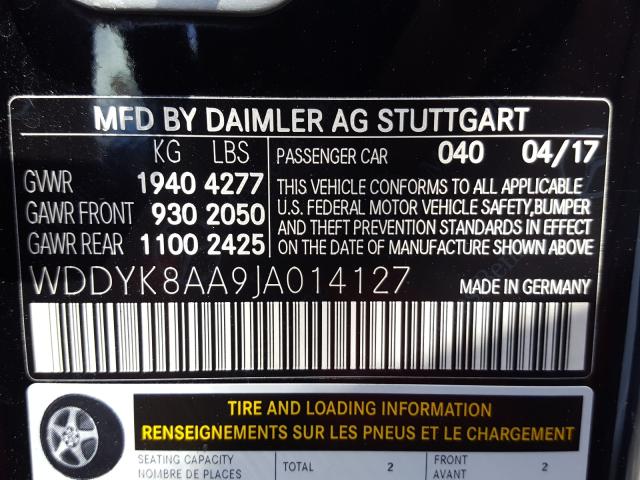 MFD BY DAIMLER AG STUTTGART
KG LBS
GVWR 1940 4277
GAWR FRONT 930 2050
GAWR REAR 1100 2425
PASSENGER CAR 040 04/17
THIS VEHICLE CONFORMS TO ALL APPLICABLE
U.S. FEDERAL MOTOR VEHICLE SAFETY,BUMPER
AND THEFT PREVENTION STANDARDS IN EFFECT
ON THE DATE OF MANUFACTURE SHOWN ABOVE.
WDDYK8AA9JA014127
MADE IN GERMANY
TIRE AND LOADING INFORMATION
RENSEIGNEMENTS SUR LES PNEUS ET LE CHARGEMENT
SEATING CAPACITY
NOMBRE DE PLACES
TOTAL 2
FRONT
AVANT
2